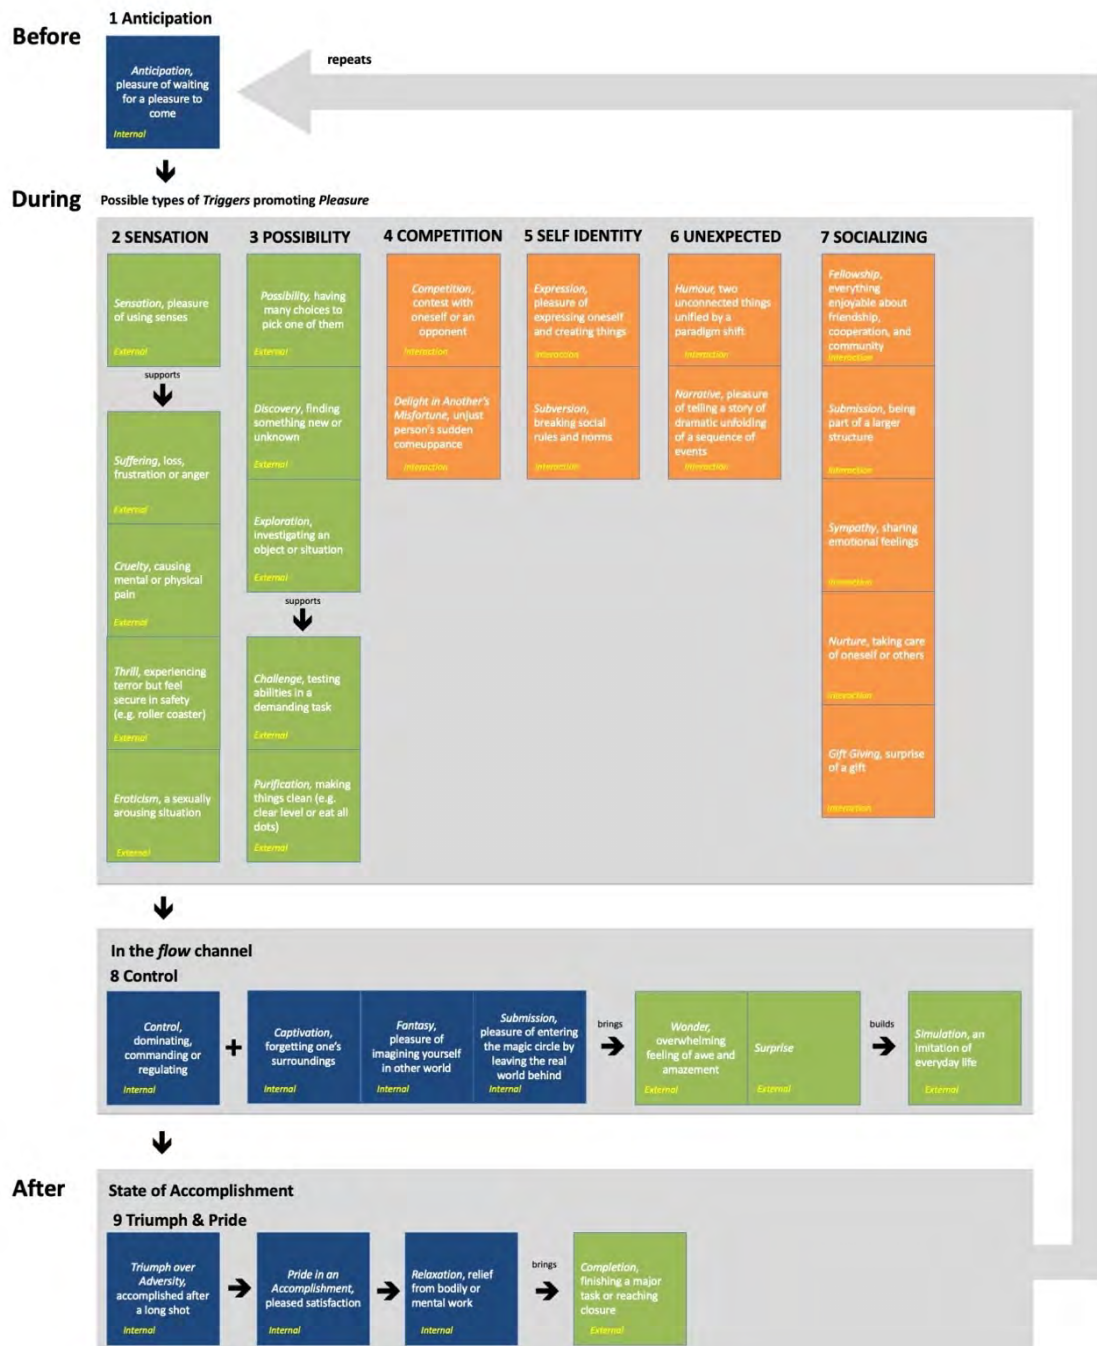 1 Anticipation
Before
repeats
Anticipation,
pleasure of waiting
for a pleasure to
come
Internal
During
Possible types of Triggers promoting Pleasure
2 SENSATION
Sensation, pleasure
of using senses
External
supports
Suffering, loss,
frustration or anger
External
Cruelty, causing
mental or physical
pain
External
Thrill, experiencing
terror but feel
secure in safety
(e.g. roller coaster)
External
Eroticism, a sexually
arousing situation
External
3 POSSIBILITY
Possibility, having
many choices to
pick one of them
External
Discovery, finding
something new or
unknown
External
Exploration,
investigating an
object or situation
External
supports
Challenge, testing
abilities in a
demanding task
External
Purification, making
things clean (e.g.
clear level or eat all
dots)
External
4 COMPETITION
Competition,
contest with
oneself or an
opponent
Interaction
Delight in Another's
Misfortune, unjust
person's sudden
comeuppance
Interaction
5 SELF IDENTITY
Expression,
pleasure of
expressing oneself
and creating things
Interaction
Subversion,
breaking social
rules and norms
Interaction
6 UNEXPECTED
Humour, two
unconnected things
unified by a
paradigm shift
Interaction
Narrative, pleasure
of telling a story of
dramatic unfolding
of a sequence of
events
Interaction
7 SOCIALIZING
Fellowship,
everything
enjoyable about
friendship,
cooperation, and
community
Interaction
Submission, being
part of a larger
structure
Interaction
Sympathy, sharing
emotional feelings
Interaction
Nurture, taking care
of oneself or others
Interaction
Gift Giving, surprise
of a gift
Interaction
In the flow channel
8 Control
Control,
dominating,
commanding or
regulating
Internal
+
Captivation,
forgetting one's
surroundings
Internal
Fantasy,
pleasure of
imagining yourself
in other world
Internal
Submission,
pleasure of entering
the magic circle by
leaving the real
world behind
Internal
brings
Wonder,
overwhelming
feeling of awe and
amazement
External
Surprise
External
builds
Simulation, an
imitation of
everyday life
External
After
State of Accomplishment
9 Triumph & Pride
Triumph over
Adversity,
accomplished after
a long shot
Internal
Pride in an
Accomplishment,
pleased satisfaction
Internal
Relaxation, relief
from bodily or
mental work
Internal
brings
Completion,
finishing a major
task or reaching
closure
External